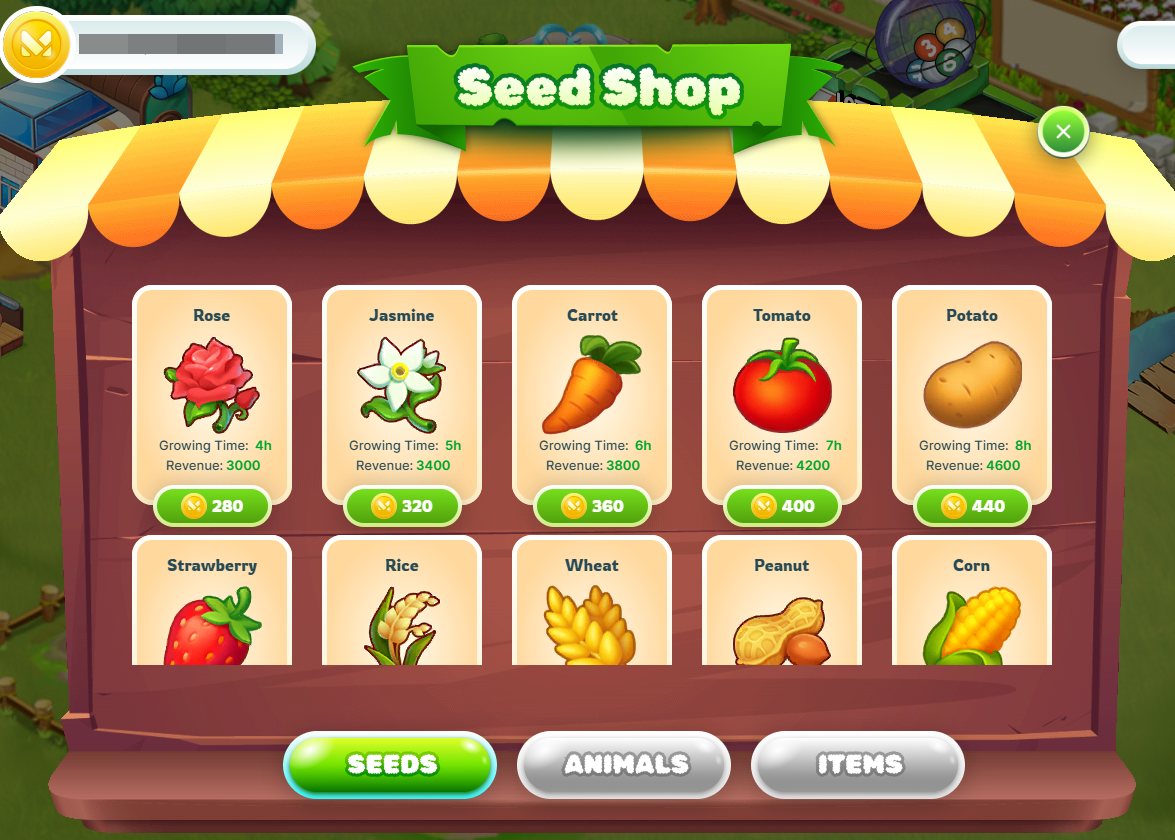 Seed Shop
Rose
Jasmine
Carrot
Tomato
Potato
Growing Time: 4h
Growing Time: 5h
Growing Time: 6h
Growing Time: 7h
Growing Time: 8h
Revenue: 3000
Revenue: 3400
Revenue: 3800
Revenue: 4200
Revenue: 4600
280
320
360
400
440
Strawberry
Rice
Wheat
Peanut
Corn
SEEDS
ANIMALS
ITEMS